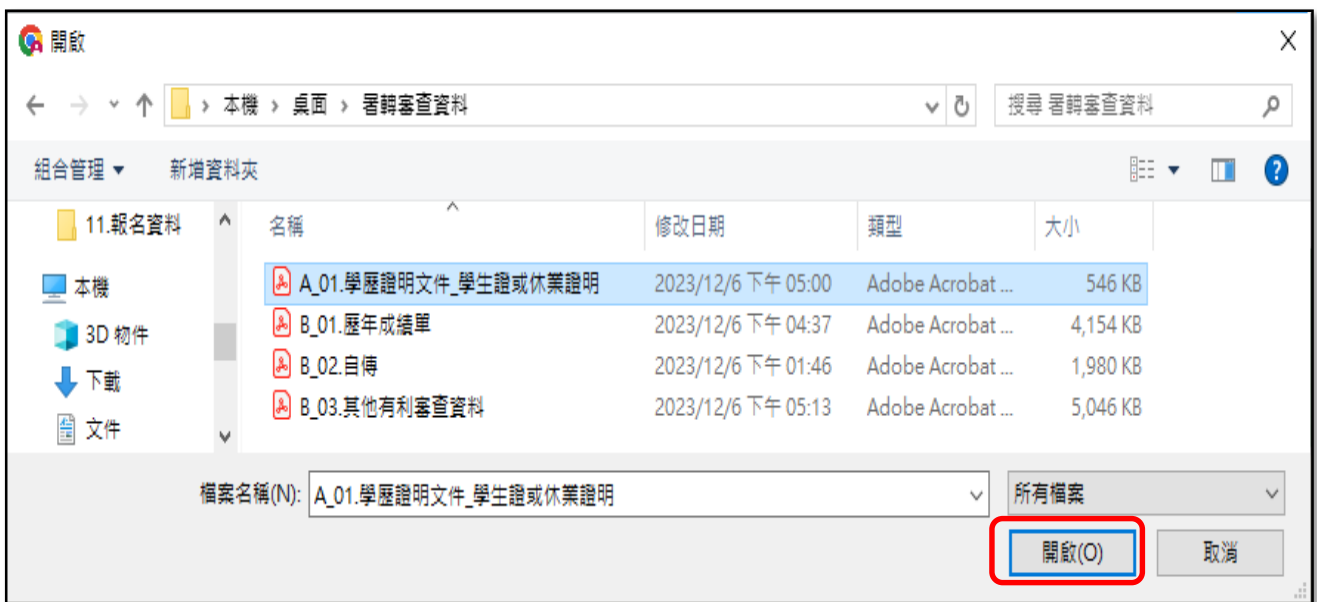 開啟
本機 › 桌面 › 暑轉審查資料
搜尋 暑轉審查資料
組合管理 新增資料夾
11.報名資料
本機
3D 物件
下載
文件
名稱 修改日期 類型 大小
A_01.學歷證明文件_學生證或休業證明 2023/12/6 下午 05:00 Adobe Acrobat ... 546 KB
B_01.歷年成績單 2023/12/6 下午 04:37 Adobe Acrobat ... 4,154 KB
B_02.自傳 2023/12/6 下午 01:46 Adobe Acrobat ... 1,980 KB
B_03.其他有利審查資料 2023/12/6 下午 05:13 Adobe Acrobat ... 5,046 KB
檔案名稱(N): A_01.學歷證明文件_學生證或休業證明 所有檔案
開啟(O) 取消